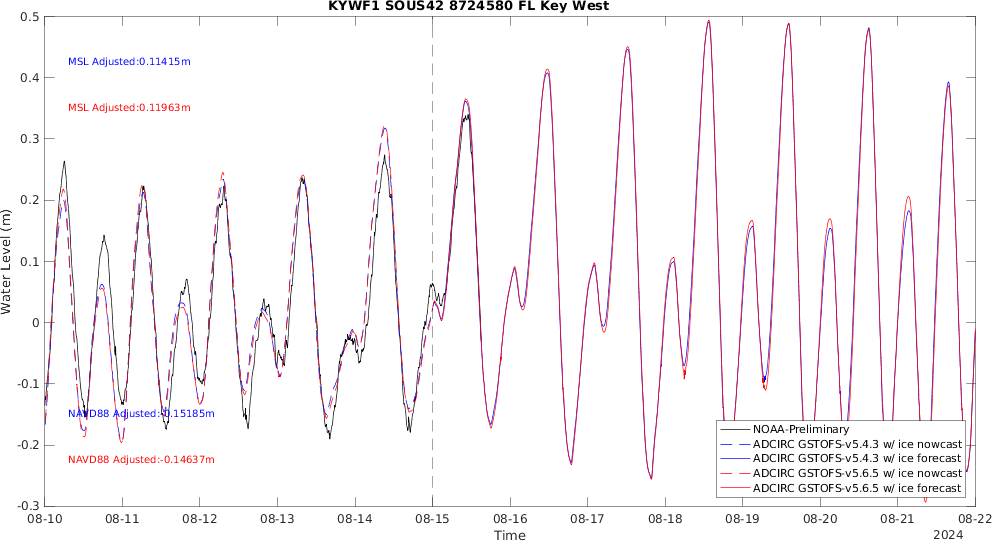 KYWF1 SOUS42 8724580 FL Key West
0.5
0.4
0.3
0.2
0.1
0
-0.1
-0.2
-0.3
Water Level (m)
MSL Adjusted:0.11415m
MSL Adjusted:0.11963m
NAVD88 Adjusted:-0.15185m
NAVD88 Adjusted:-0.14637m
NOAA-Preliminary
ADCIRC GSTOFS-v5.4.3 w/ ice nowcast
ADCIRC GSTOFS-v5.4.3 w/ ice forecast
ADCIRC GSTOFS-v5.6.5 w/ ice nowcast
ADCIRC GSTOFS-v5.6.5 w/ ice forecast
08-10 08-11 08-12 08-13 08-14 08-15 08-16 08-17 08-18 08-19 08-20 08-21 08-22
Time
2024